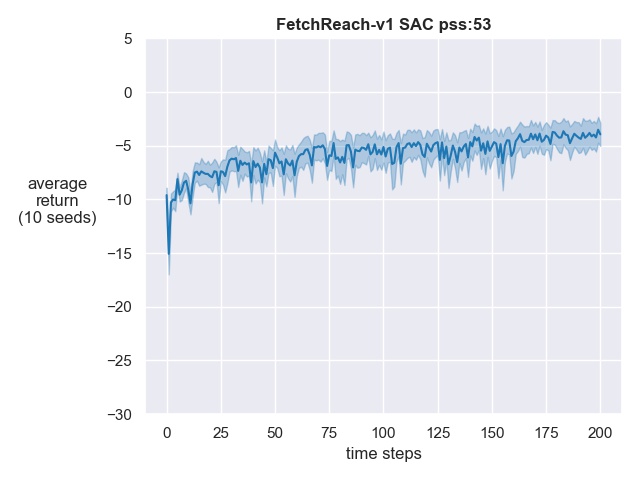 FetchReach-v1 SAC pss:53
5
0
−5
−10
−15
−20
−25
−30
average
return
(10 seeds)
0 25 50 75 100 125 150 175 200
time steps